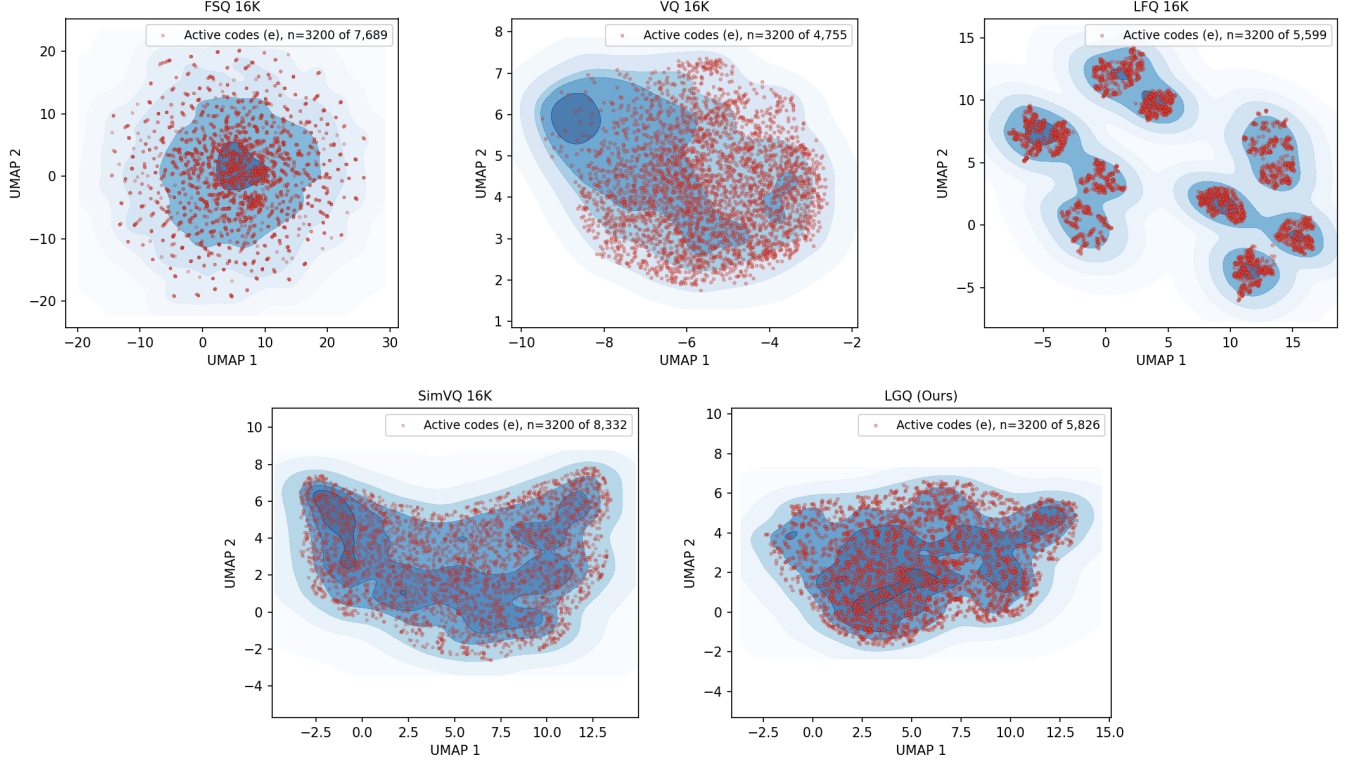 FSQ 16K
Active codes (e), n=3200 of 7,689
20
10
0
−10
−20
UMAP 2
−20 −10 0 10 20 30
UMAP 1
VQ 16K
Active codes (e), n=3200 of 4,755
8
7
6
5
4
3
2
1
UMAP 2
−10 −8 −6 −4 −2
UMAP 1
LFQ 16K
Active codes (e), n=3200 of 5,599
15
10
5
0
−5
UMAP 2
−5 0 5 10 15
UMAP 1
SimVQ 16K
Active codes (e), n=3200 of 8,332
10
8
6
4
2
0
−2
−4
UMAP 2
−2.5 0.0 2.5 5.0 7.5 10.0 12.5
UMAP 1
LGQ (Ours)
Active codes (e), n=3200 of 5,826
10
8
6
4
2
0
−2
−4
UMAP 2
−2.5 0.0 2.5 5.0 7.5 10.0 12.5 15.0
UMAP 1